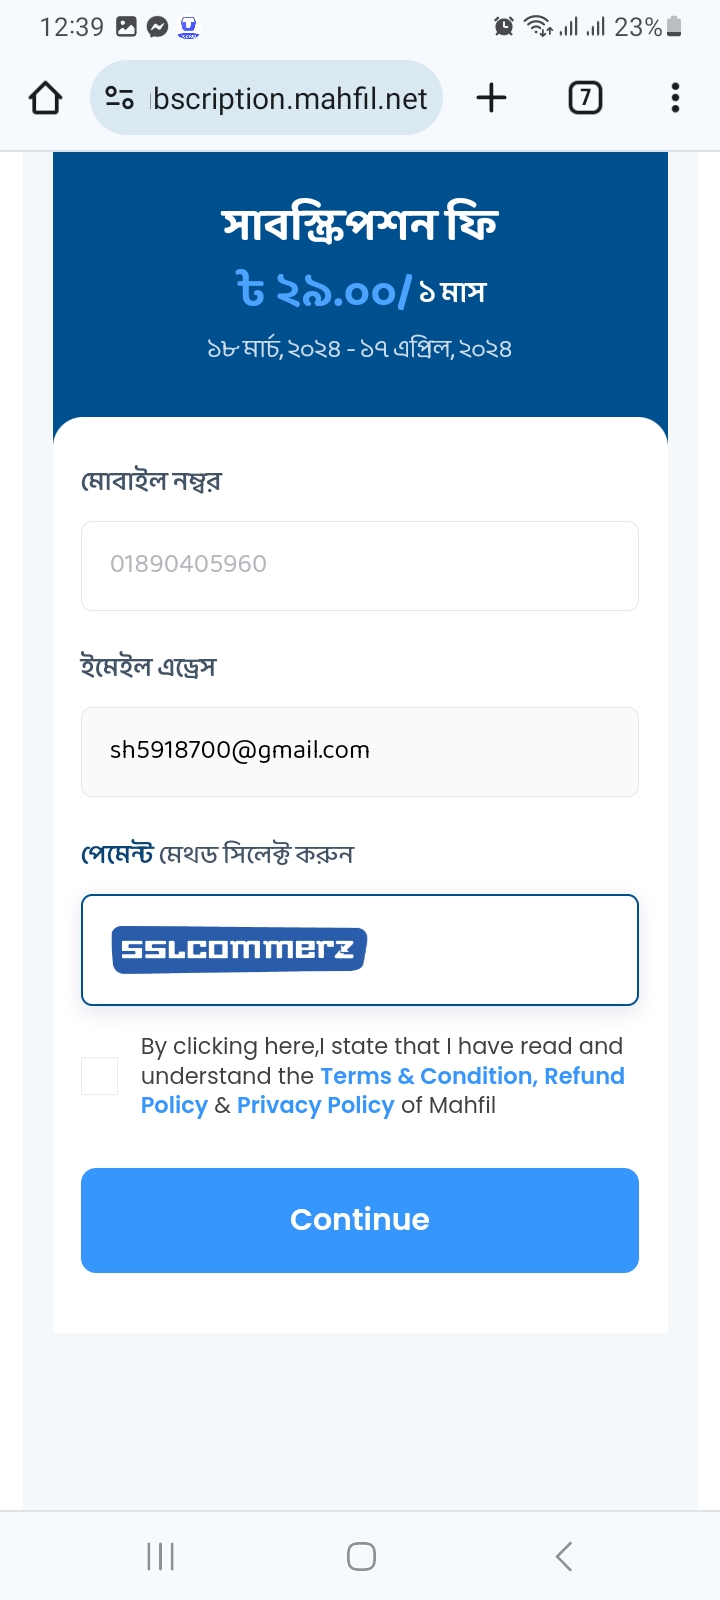 12:39
23%
bscription.mahfil.net
7
সাবস্ক্রিপশন ফি
৳ ২৯.০০/১ মাস
১৮ মার্চ, ২০২৪ - ১৭ এপ্রিল, ২০২৪
মোবাইল নম্বর
01890405960
ইমেইল এড্রেস
sh5918700@gmail.com
পেমেন্ট মেথড সিলেক্ট করুন
SSLCOMMERZ
By clicking here,I state that I have read and
understand the Terms & Condition, Refund
Policy & Privacy Policy of Mahfil
Continue